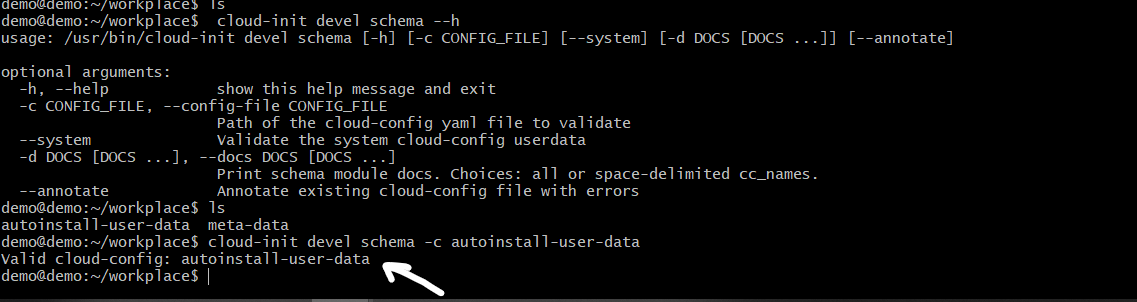 demo@demo:~/workplace$ ls
demo@demo:~/workplace$  cloud-init devel schema --h
usage: /usr/bin/cloud-init devel schema [-h] [-c CONFIG_FILE] [--system] [-d DOCS [DOCS ...]] [--annotate]
optional arguments:
  -h, --help            show this help message and exit
  -c CONFIG_FILE, --config-file CONFIG_FILE
                        Path of the cloud-config yaml file to validate
  --system              Validate the system cloud-config userdata
  -d DOCS [DOCS ...], --docs DOCS [DOCS ...]
                        Print schema module docs. Choices: all or space-delimited cc_names.
  --annotate            Annotate existing cloud-config file with errors
demo@demo:~/workplace$ ls
autoinstall-user-data  meta-data
demo@demo:~/workplace$ cloud-init devel schema -c autoinstall-user-data
Valid cloud-config: autoinstall-user-data
demo@demo:~/workplace$